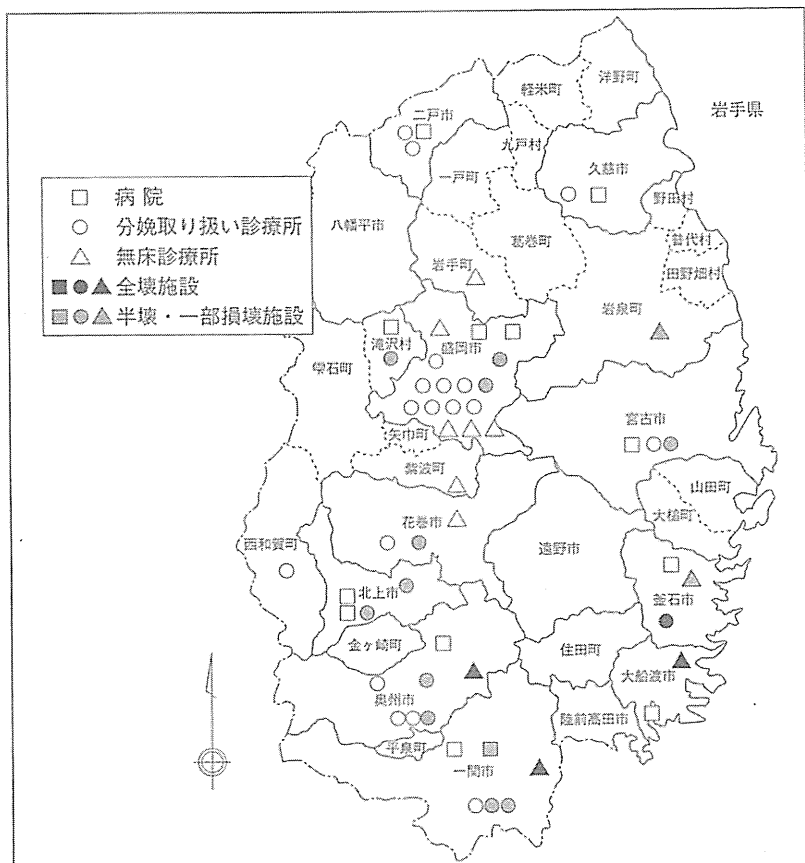 岩手県
洋野町
軽米町
二戸市
九戸村
久慈市
一戸町
野田村
普代村
田野畑村
八幡平市
葛巻町
岩手町
岩泉町
□ 病院
○ 分娩取り扱い診療所
△ 無床診療所
■●▲全壊施設
■●▲半壊・一部損壊施設
滝沢村
盛岡市
雫石町
宮古市
矢巾町
紫波町
山田町
大槌町
花巻市
遠野市
西和賀町
北上市
釜石市
金ヶ崎町
住田町
大船渡市
奥州市
陸前高田市
平泉町
一関市